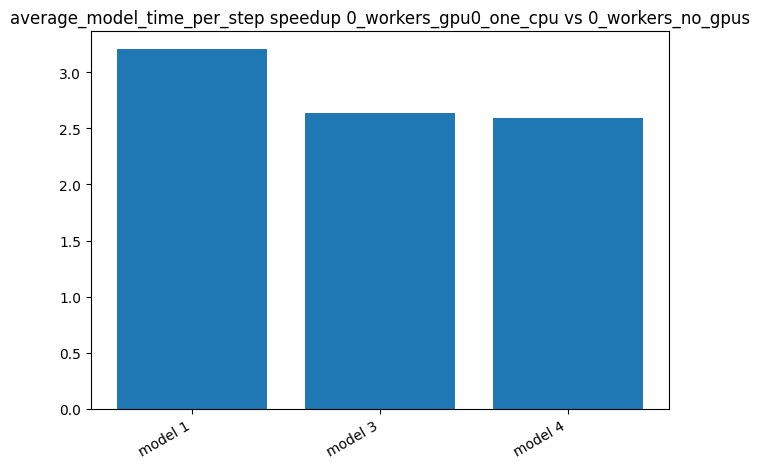 average_model_time_per_step speedup 0_workers_gpu0_one_cpu vs 0_workers_no_gpus
3.0
2.5
2.0
1.5
1.0
0.5
0.0
model 1
model 3
model 4